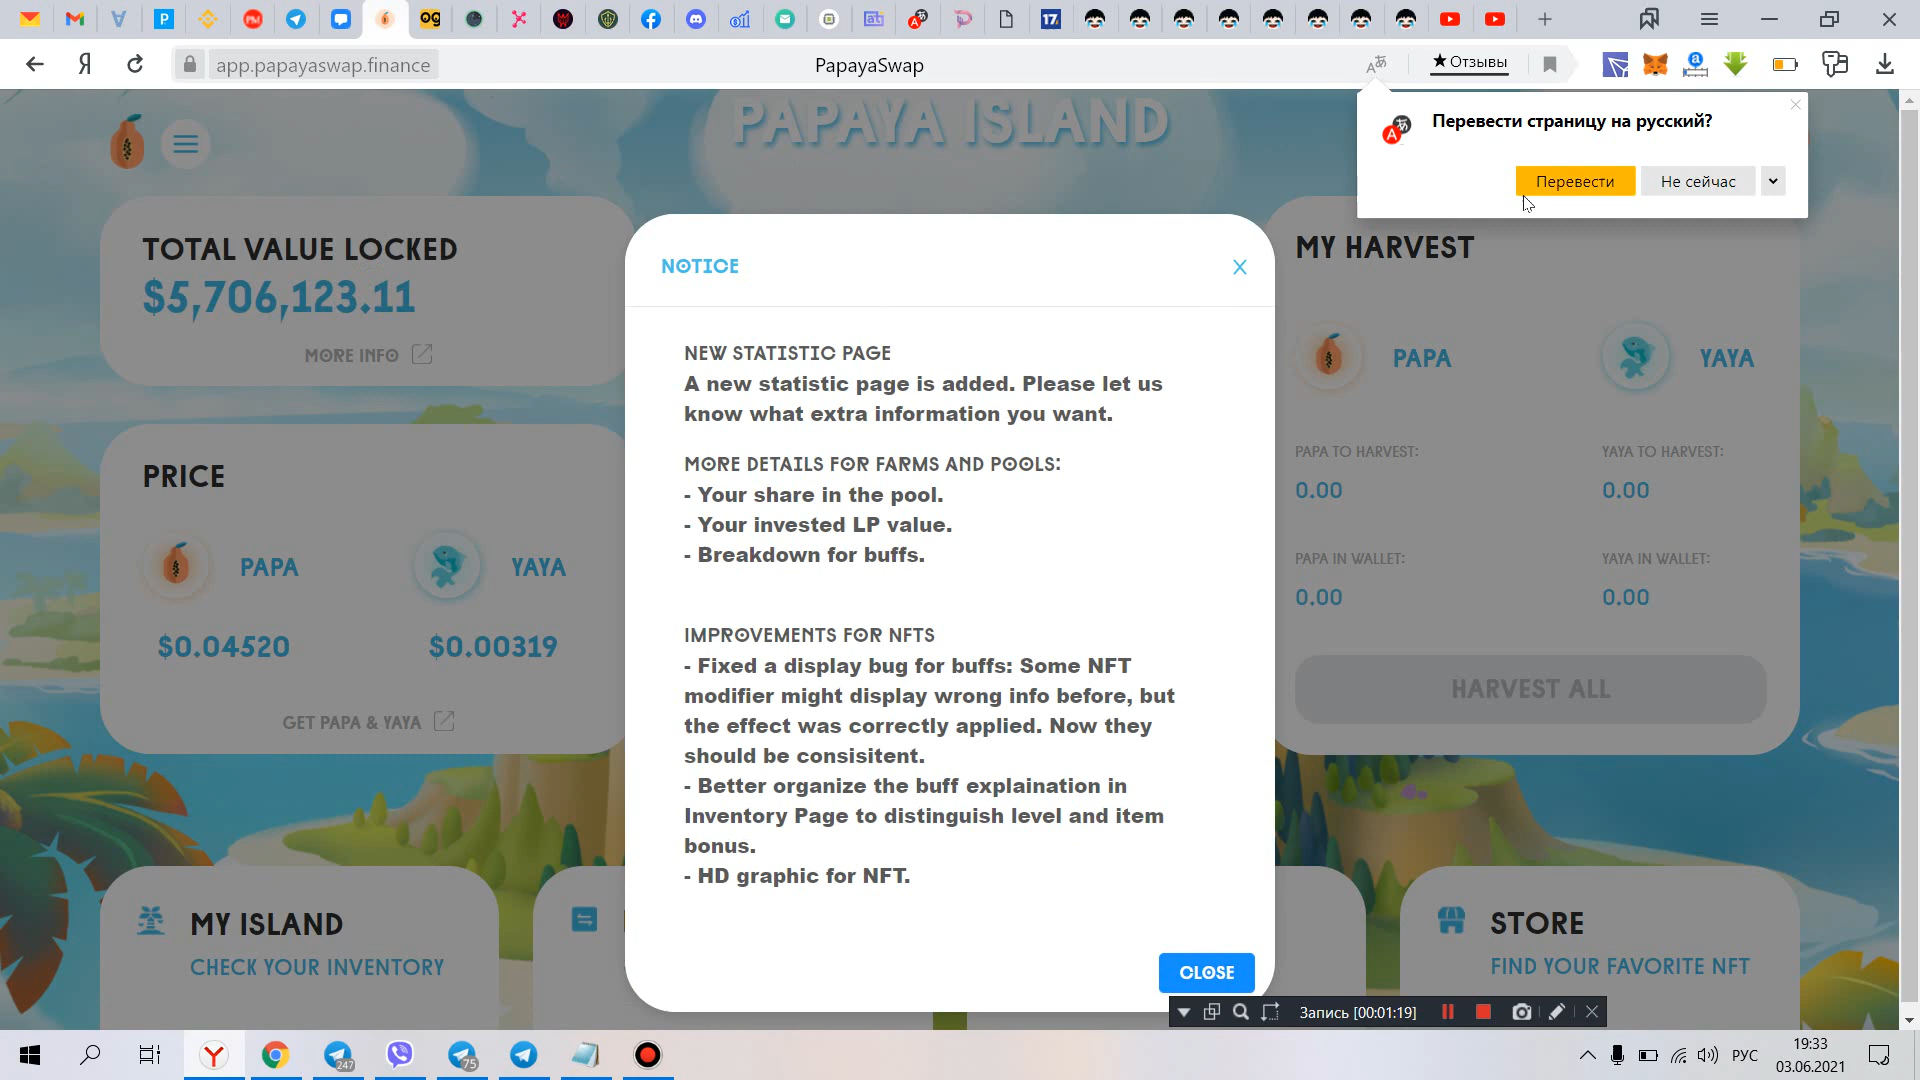 app.papayaswap.finance
PapayaSwap
★ Отзывы
Перевести страницу на русский?
Перевести
Не сейчас
PAPAYA ISLAND
TOTAL VALUE LOCKED
$5,706,123.11
MORE INFO
PRICE
PAPA
YAYA
$0.04520
$0.00319
GET PAPA & YAYA
NOTICE
X
NEW STATISTIC PAGE
A new statistic page is added. Please let us
know what extra information you want.
MORE DETAILS FOR FARMS AND POOLS:
- Your share in the pool.
- Your invested LP value.
- Breakdown for buffs.
IMPROVEMENTS FOR NFTS
- Fixed a display bug for buffs: Some NFT
modifier might display wrong info before, but
the effect was correctly applied. Now they
should be consisitent.
- Better organize the buff explaination in
Inventory Page to distinguish level and item
bonus.
- HD graphic for NFT.
CLOSE
MY HARVEST
PAPA
YAYA
PAPA TO HARVEST:
YAYA TO HARVEST:
0.00
0.00
PAPA IN WALLET:
YAYA IN WALLET:
0.00
0.00
HARVEST ALL
MY ISLAND
CHECK YOUR INVENTORY
STORE
FIND YOUR FAVORITE NFT
Запись [00:01:19]
247
75
РУС
19:33
03.06.2021